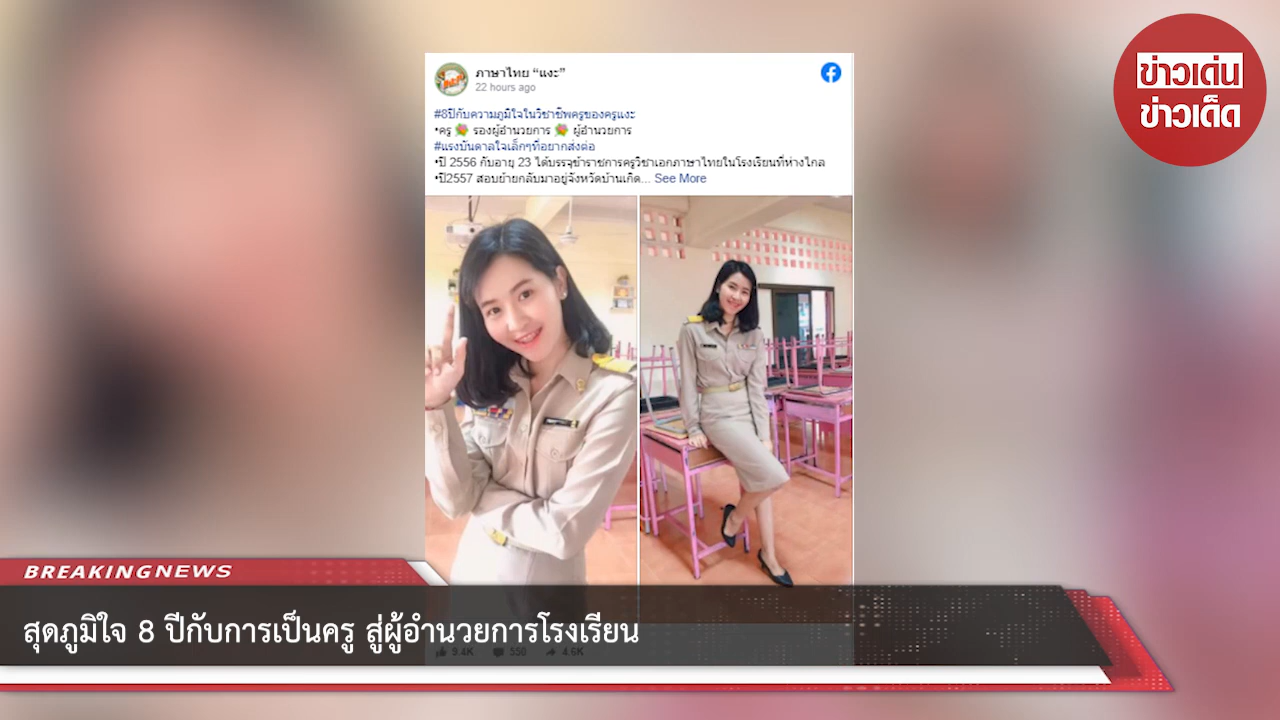 ภาษาไทย “แงะ”
22 hours ago
#8ปีกับความภูมิใจในวิชาชีพครูของครูแงะ
•ครู 💐 รองผู้อำนวยการ 💐 ผู้อำนวยการ
#แรงบันดาลใจเล็กๆที่อยากส่งต่อ
•ปี 2556 กับอายุ 23 ได้บรรจุข้าราชการครูวิชาเอกภาษาไทยในโรงเรียนที่ห่างไกล
•ปี2557 สอบย้ายกลับมาอยู่จังหวัดบ้านเกิด... See More
ข่าวเด่น
ข่าวเด็ด
BREAKING NEWS
สุดภูมิใจ 8 ปีกับการเป็นครู สู่ผู้อำนวยการโรงเรียน
9.4K 550 4.6K